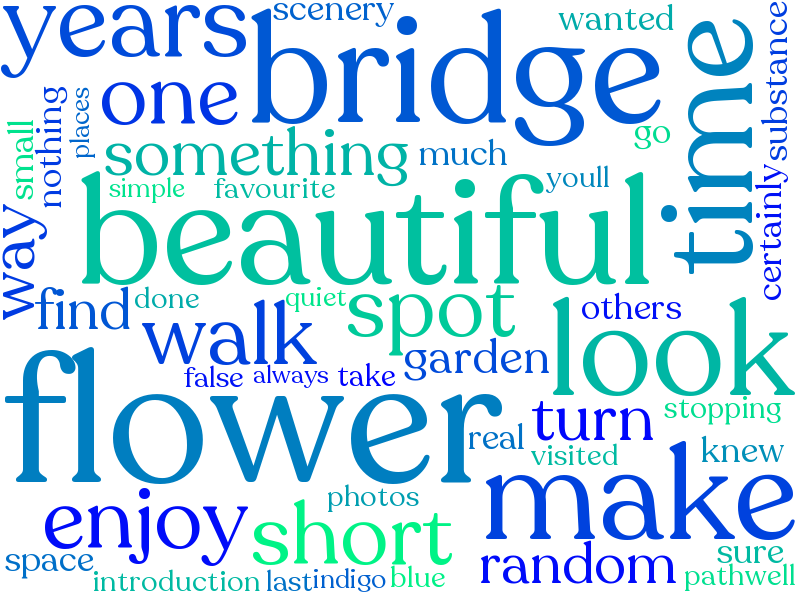 years
scenery
bridge
wanted
time
substance
one
small
nothing
places
something
much
go
simple
favourite
youll
beautiful
certainly
way
find
done
quiet
spot
others
look
walk
garden
false
always
take
flower
real
turn
stopping
visited
knew
make
photos
enjoy
short
space
random
sure
introduction
last
indigo
blue
pathwell